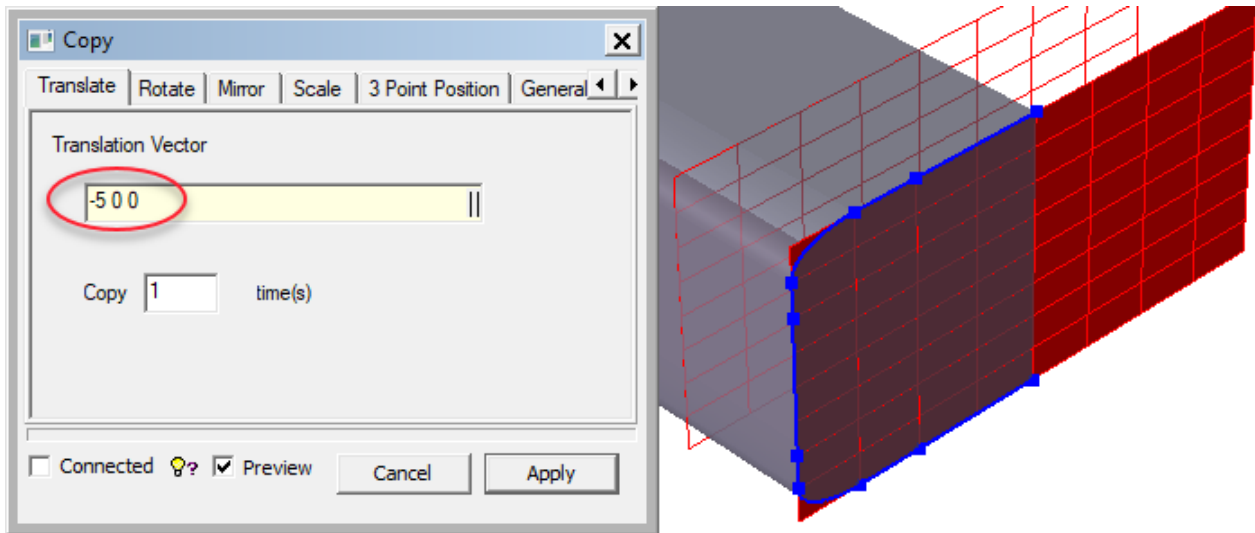 Copy
Translate Rotate Mirror Scale 3 Point Position General
Translation Vector
-5 0 0
Copy 1 time(s)
Connected ? Preview Cancel Apply